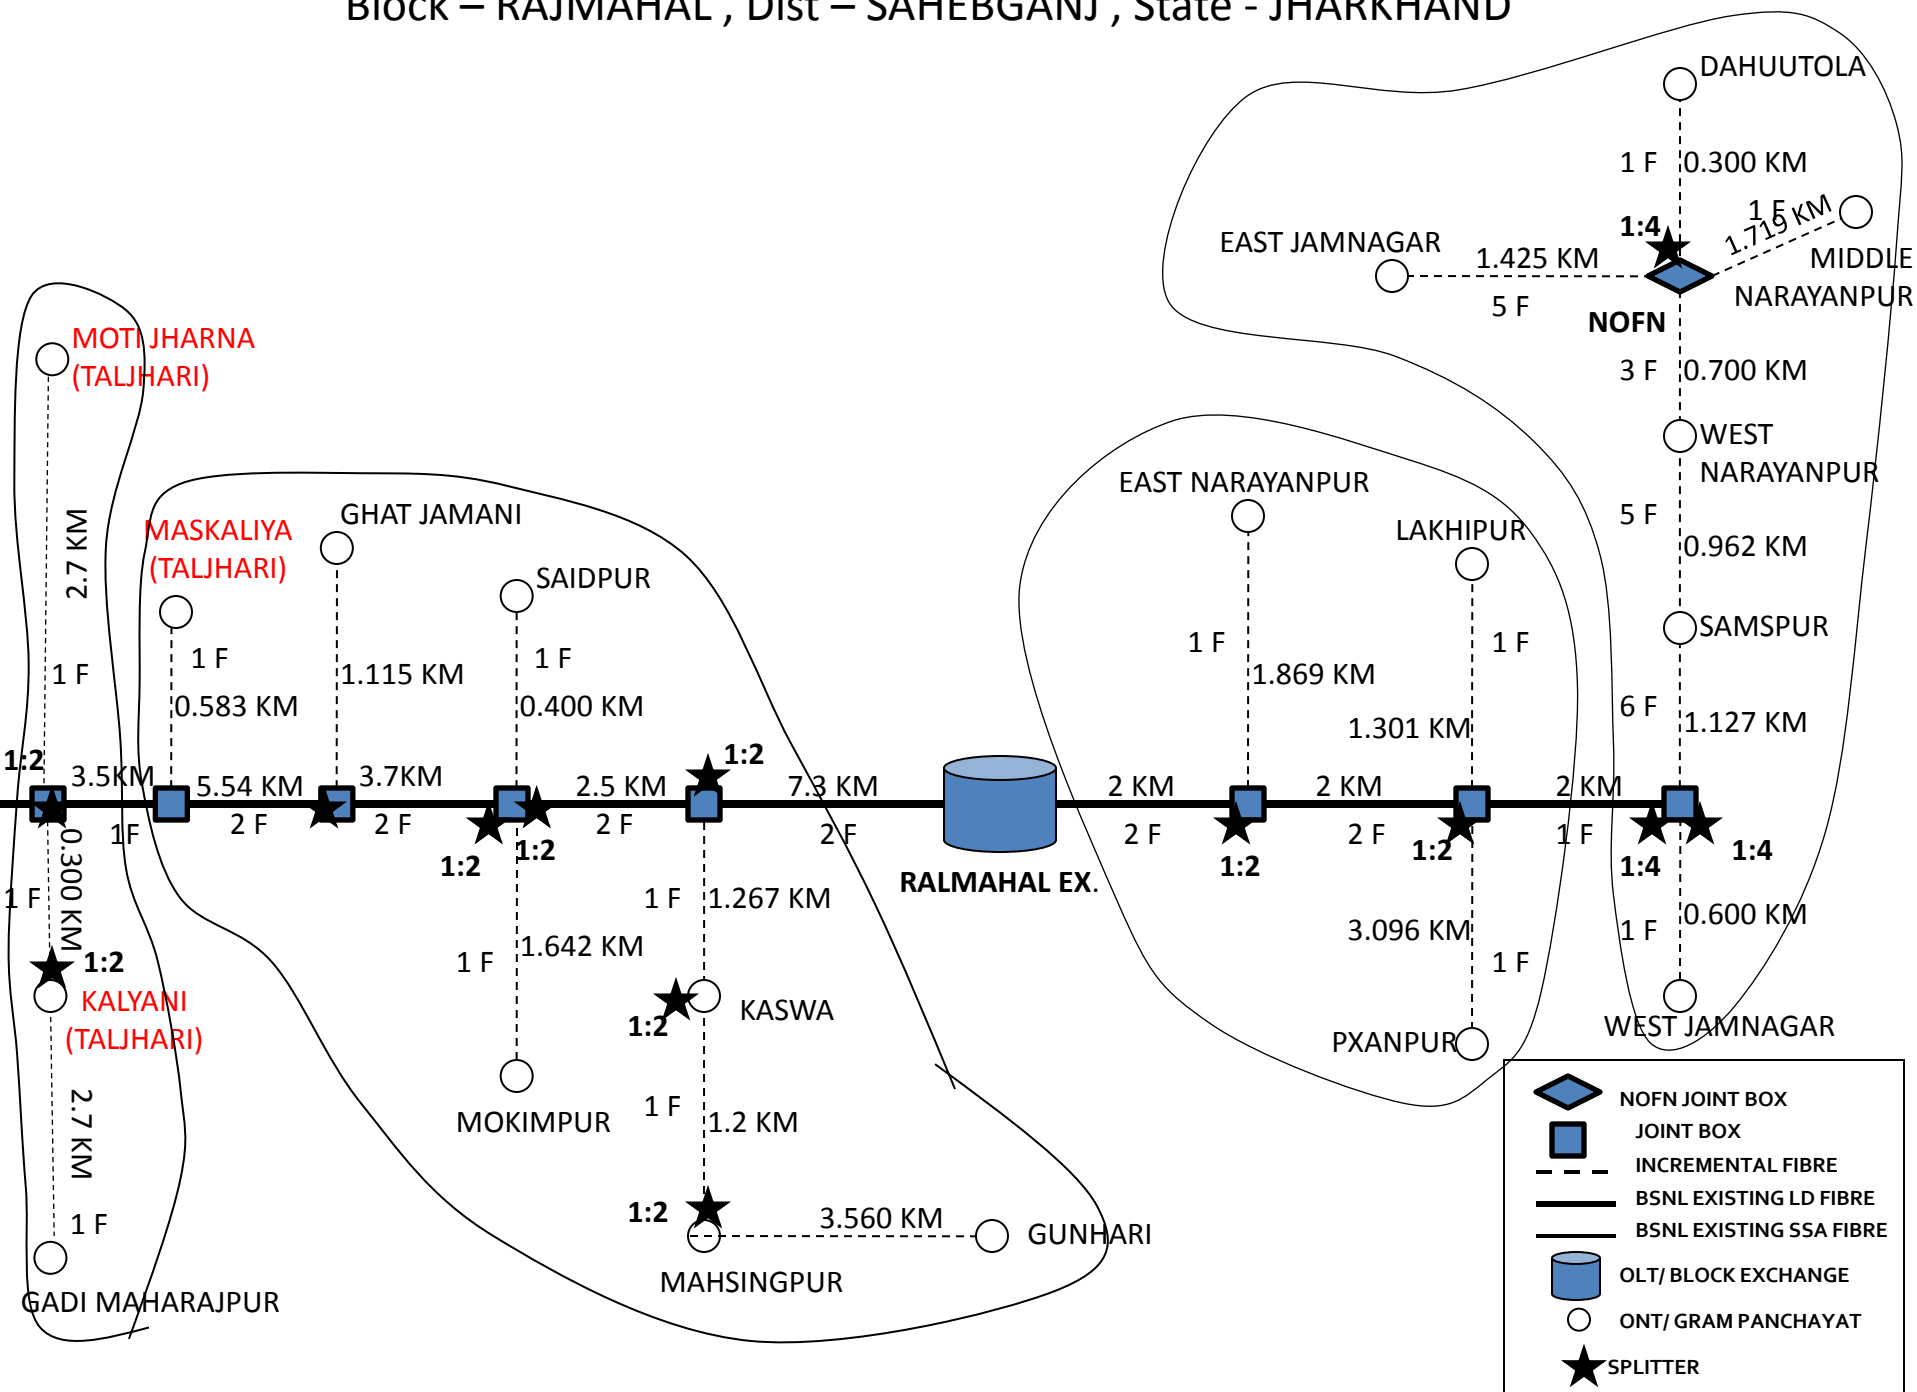 Block – RAJMAHAL , Dist – SAHEBGANJ , State - JHARKHAND
DAHUUTOLA
1 F 0.300 KM
1 F
1.719 KM
1:4
EAST JAMNAGAR
1.425 KM
MIDDLE
NARAYANPUR
5 F
NOFN
3 F 0.700 KM
WEST
NARAYANPUR
5 F
0.962 KM
SAMSPUR
6 F
1.127 KM
MOTI JHARNA
(TALJHARI)
2.7 KM
1 F
MASKALIYA
(TALJHARI)
1 F
0.583 KM
GHAT JAMANI
1.115 KM
SAIDPUR
1 F
0.400 KM
EAST NARAYANPUR
1 F
1.869 KM
LAKHIPUR
1 F
1.301 KM
1:2
3.5KM
5.54 KM
3.7KM
2.5 KM
1:2
7.3 KM
2 KM
2 KM
2 KM
1F
2 F
2 F
2 F
2 F
2 F
2 F
1 F
1:2
1:2
RALMAHAL EX.
1:2
1:2
1:4
1:4
0.300 KM
1 F
1:2
KALYANI
(TALJHARI)
2.7 KM
1 F
GADI MAHARAJPUR
1 F
1.642 KM
MOKIMPUR
1 F 1.267 KM
KASWA
1:2
1 F
1.2 KM
1:2
3.560 KM
GUNHARI
MAHSINGPUR
3.096 KM
1 F
PXANPUR
1 F
0.600 KM
WEST JAMNAGAR
NOFN JOINT BOX
JOINT BOX
INCREMENTAL FIBRE
BSNL EXISTING LD FIBRE
BSNL EXISTING SSA FIBRE
OLT/ BLOCK EXCHANGE
ONT/ GRAM PANCHAYAT
SPLITTER